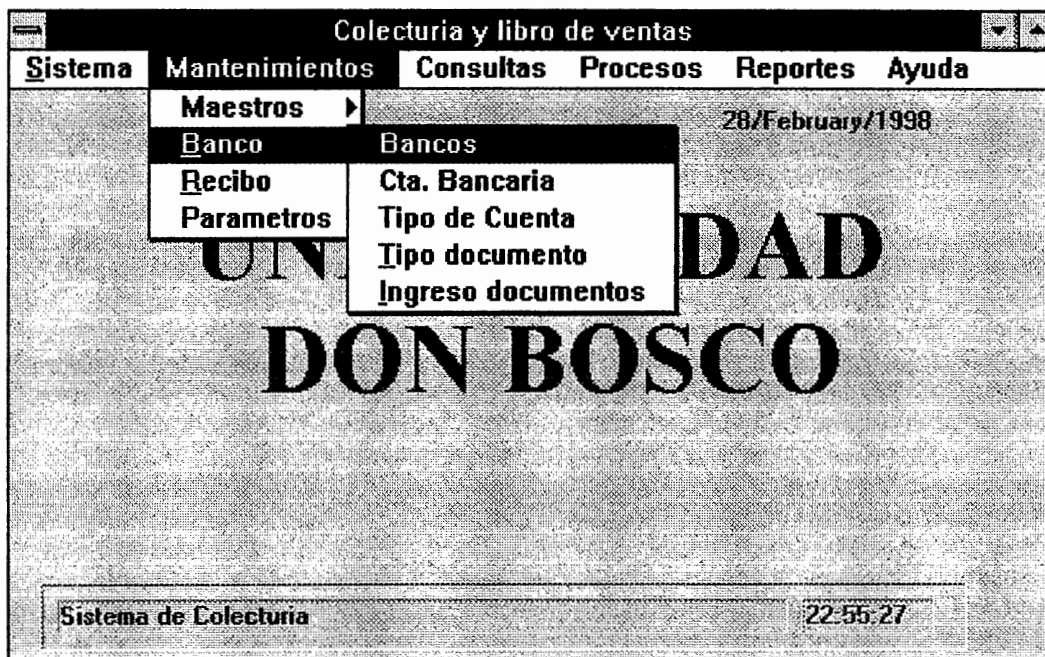 Colecturia y libro de ventas
Sistema Mantenimientos Consultas Procesos Reportes Ayuda
Maestros
28/February/1998
Banco Bancos
Recibo Cta. Bancaria
Parametros Tipo de Cuenta
Tipo documento
Ingreso documentos
DAD
DON BOSCO
Sistema de Colecturia 22:55:27